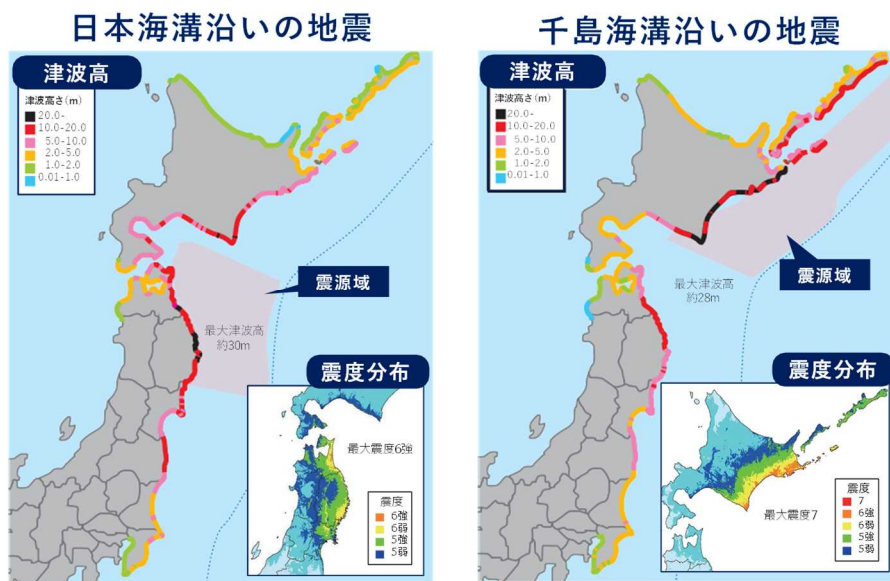 日本海溝沿いの地震
津波高
津波高さ(m)
20.0-
10.0-20.0
5.0-10.0
2.0-5.0
1.0-2.0
0.01-1.0
震源域
最大津波高
約30m
震度分布
最大震度6強
震度
6強
6弱
5強
5弱
千島海溝沿いの地震
津波高
津波高さ(m)
20.0-
10.0-20.0
5.0-10.0
2.0-5.0
1.0-2.0
0.01-1.0
震源域
最大津波高
約28m
震度分布
最大震度7
震度
7
6強
6弱
5強
5弱